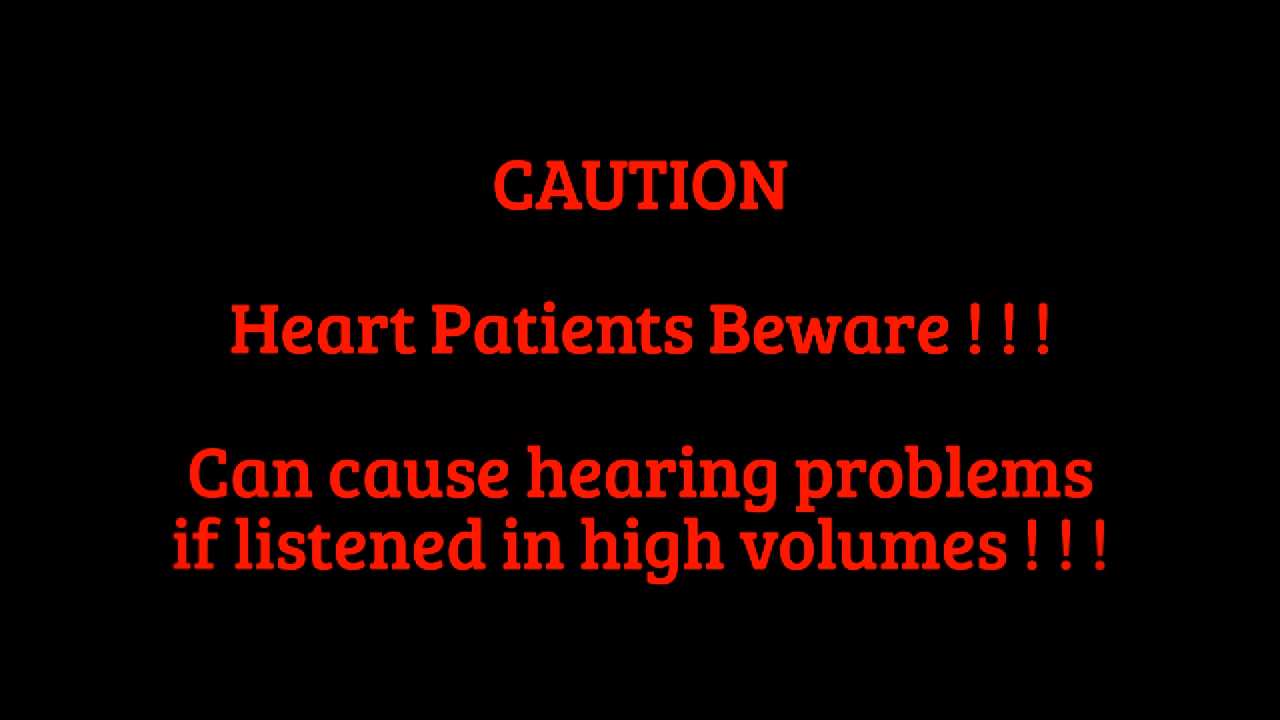 CAUTION
Heart Patients Beware ! ! !
Can cause hearing problems
if listened in high volumes ! ! !